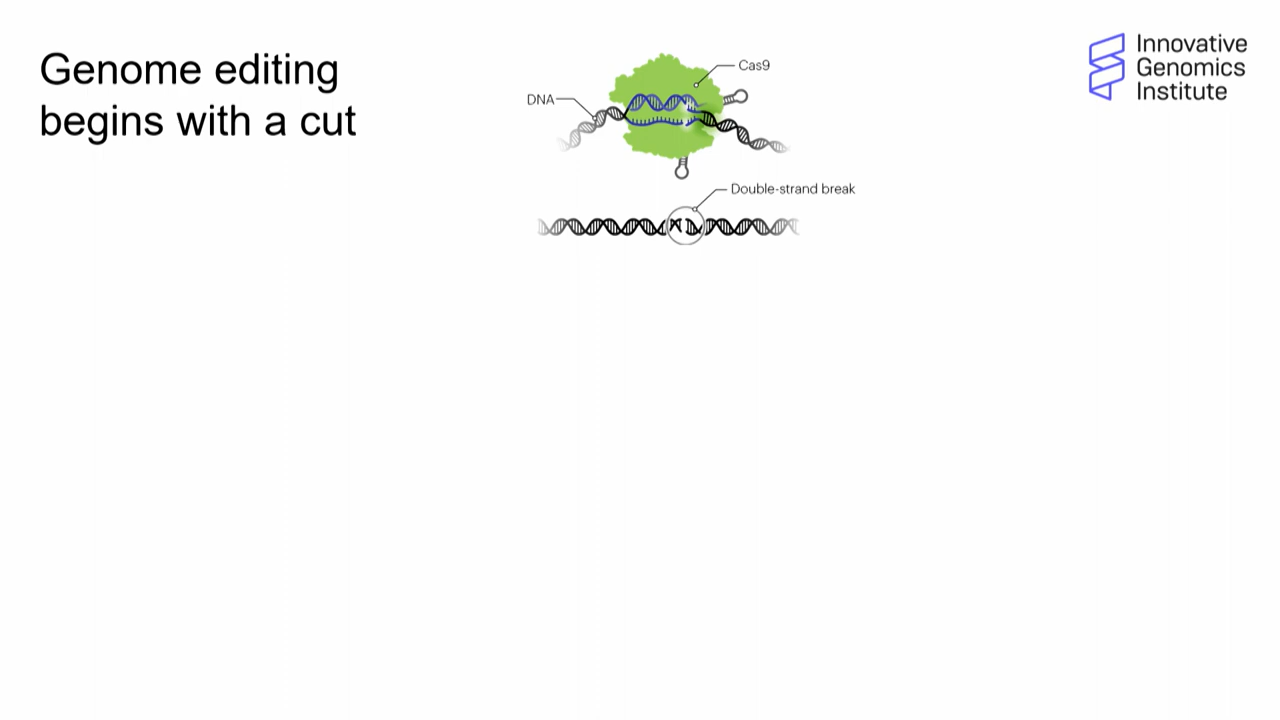 Genome editing
begins with a cut
Cas9
DNA
Double-strand break
Innovative
Genomics
Institute